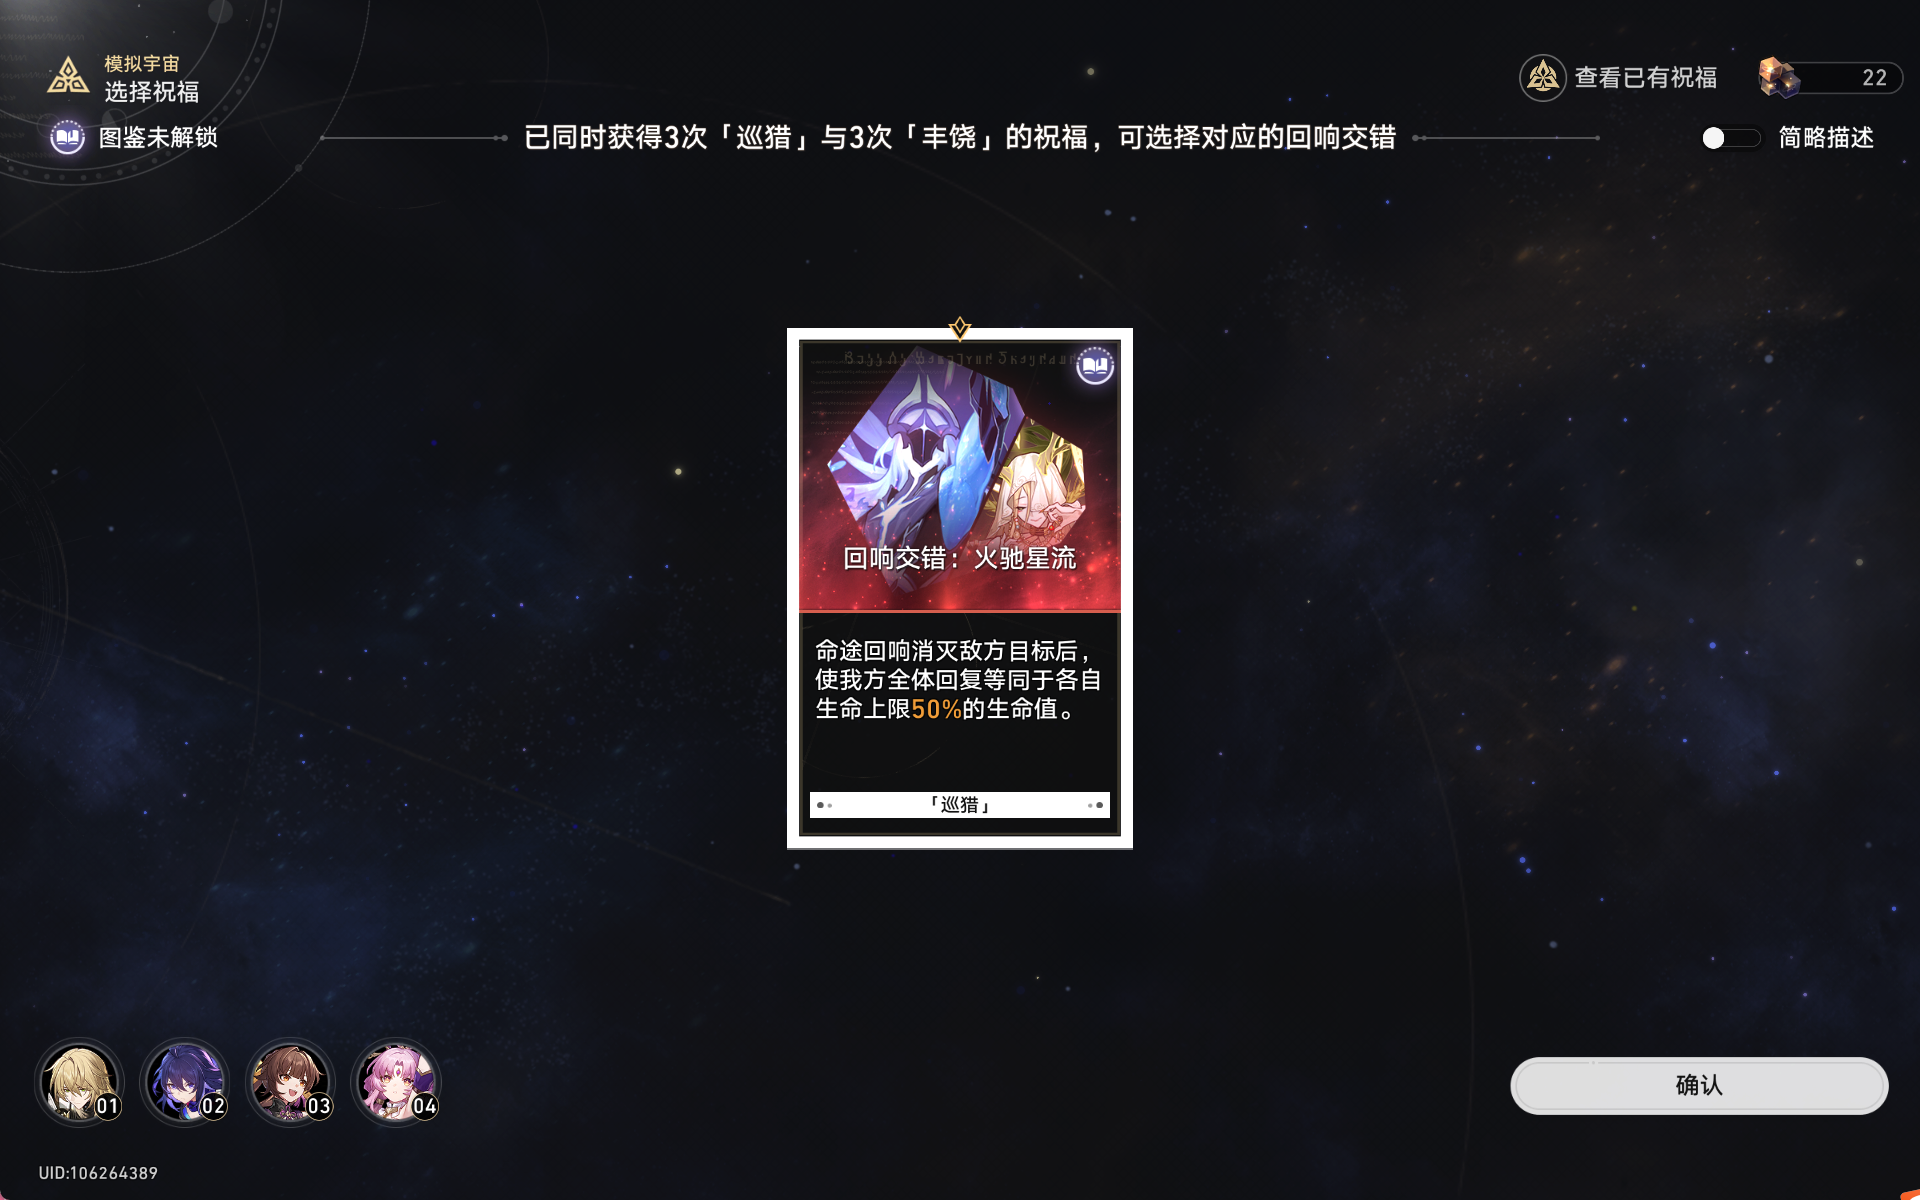 模拟宇宙
选择祝福
图鉴未解锁
已同时获得3次「巡猎」与3次「丰饶」的祝福，可选择对应的回响交错
查看已有祝福
22
简略描述
回响交错：火驰星流
命途回响消灭敌方目标后，
使我方全体回复等同于各自
生命上限50%的生命值。
「巡猎」
01
02
03
04
确认
UID:106264389